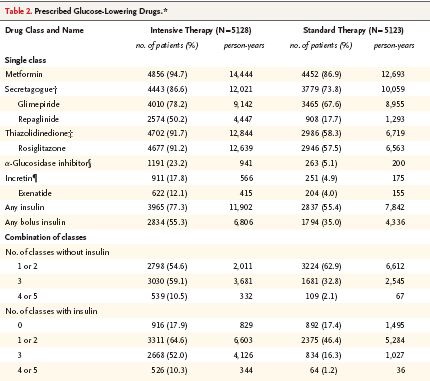 Table 2. Prescribed Glucose-Lowering Drugs.*
Drug Class and Name Intensive Therapy (N=5128) Standard Therapy (N=5123)
no. of patients (%) person-years no. of patients (%) person-years
Single class
Metformin 4856 (94.7) 14,444 4452 (86.9) 12,693
Secretagogue† 4443 (86.6) 12,021 3779 (73.8) 10,059
Glimepiride 4010 (78.2) 9,142 3465 (67.6) 8,955
Repaglinide 2574 (50.2) 4,447 908 (17.7) 1,293
Thiazolidinedione‡ 4702 (91.7) 12,844 2986 (58.3) 6,719
Rosiglitazone 4677 (91.2) 12,639 2946 (57.5) 6,563
α-Glucosidase inhibitor§ 1191 (23.2) 941 263 (5.1) 200
Incretin¶ 911 (17.8) 566 251 (4.9) 175
Exenatide 622 (12.1) 415 204 (4.0) 155
Any insulin 3965 (77.3) 11,902 2837 (55.4) 7,842
Any bolus insulin 2834 (55.3) 6,806 1794 (35.0) 4,336
Combination of classes
No. of classes without insulin
1 or 2 2798 (54.6) 2,011 3224 (62.9) 6,612
3 3030 (59.1) 3,681 1681 (32.8) 2,545
4 or 5 539 (10.5) 332 109 (2.1) 67
No. of classes with insulin
0 916 (17.9) 829 892 (17.4) 1,495
1 or 2 3311 (64.6) 6,603 2375 (46.4) 5,284
3 2668 (52.0) 4,126 834 (16.3) 1,027
4 or 5 526 (10.3) 344 64 (1.2) 36